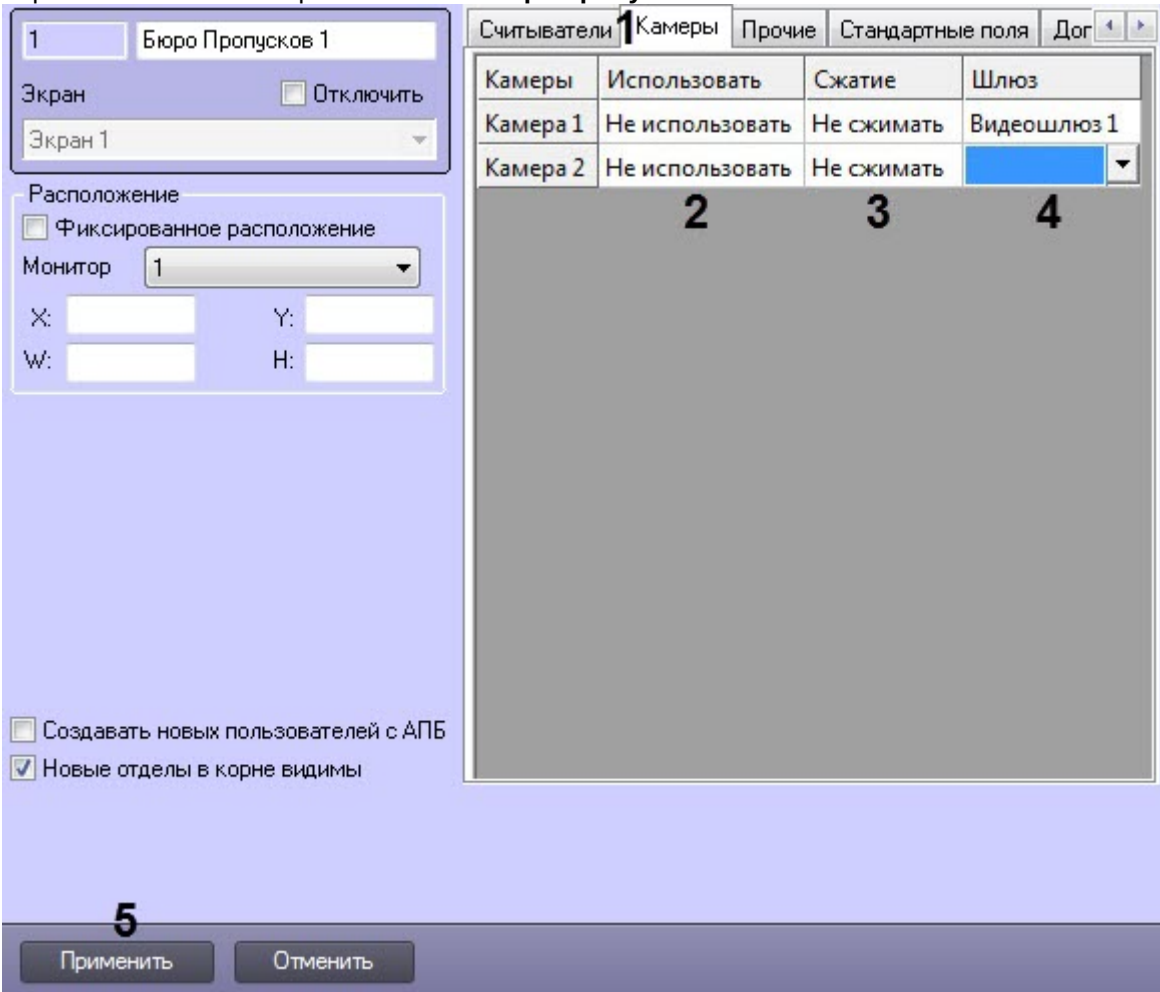 1
Бюро Пропусков 1
Экран
Отключить
Экран 1
Расположение
Фиксированное расположение
Монитор
1
X:
Y:
W:
H:
Создавать новых пользователей с АПБ
Новые отделы в корне видимы
Считыватели 1 Камеры Прочие Стандартные поля Доп
Камеры Использовать Сжатие Шлюз
Камера 1 Не использовать Не сжимать Видеошлюз 1
Камера 2 Не использовать Не сжимать
2 3 4
5
Применить Отменить